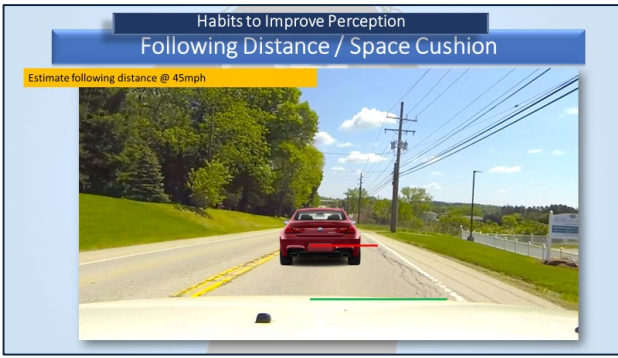 Habits to Improve Perception
Following Distance / Space Cushion
Estimate following distance @ 45mph